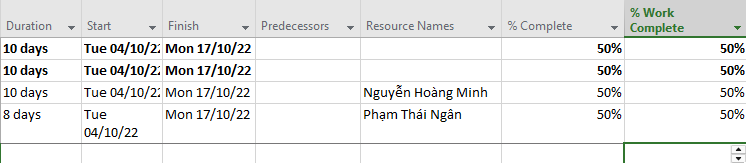 % Work
Duration Start Finish Predecessors Resource Names % Complete Complete
10 days Tue 04/10/22 Mon 17/10/22 50% 50%
10 days Tue 04/10/22 Mon 17/10/22 50% 50%
10 days Tue 04/10/22 Mon 17/10/22 Nguyễn Hoàng Minh 50% 50%
8 days Tue Mon 17/10/22 Phạm Thái Ngân 50% 50%
04/10/22